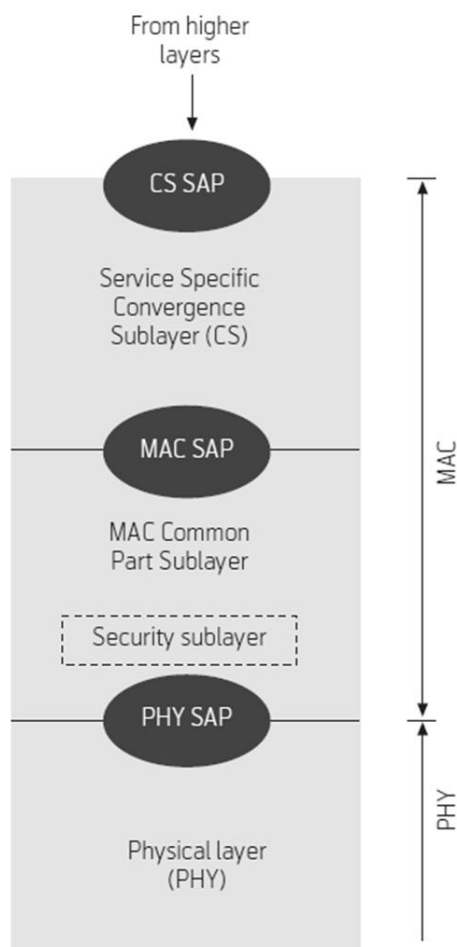 From higher
layers
CS SAP
Service Specific
Convergence
Sublayer (CS)
MAC SAP
MAC Common
Part Sublayer
Security sublayer
PHY SAP
Physical layer
(PHY)
MAC
PHY